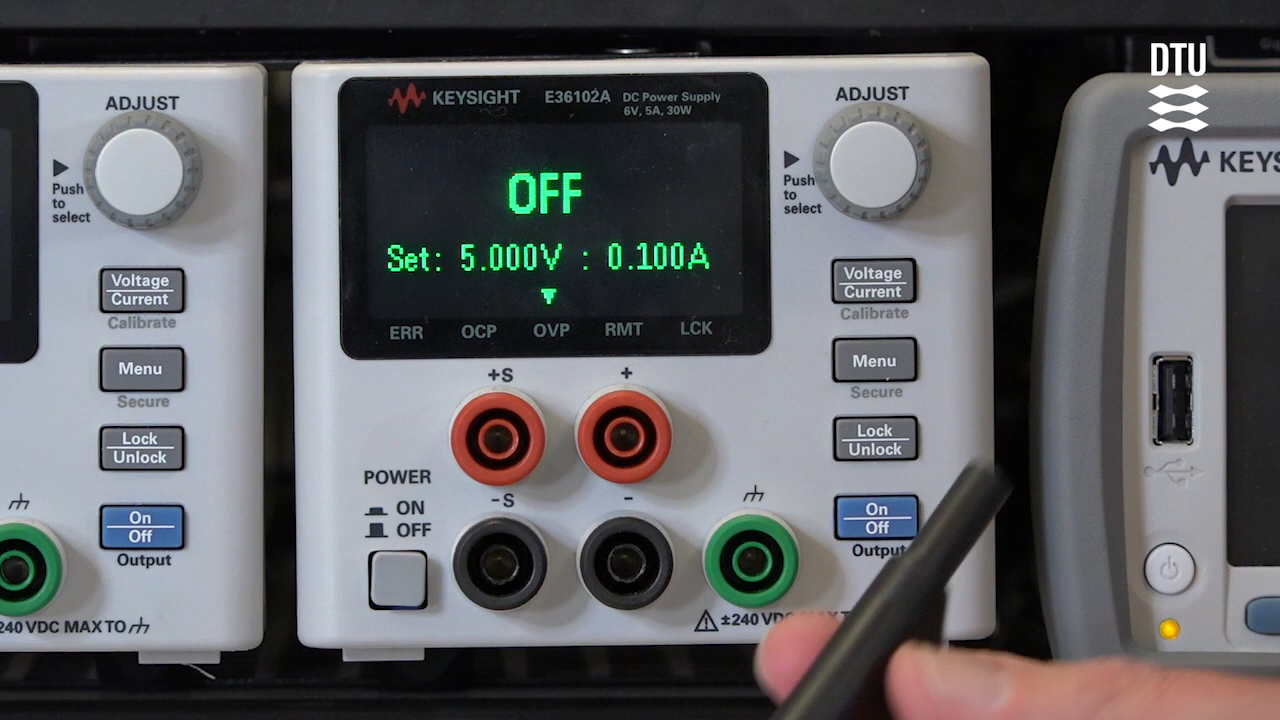 DTU
ADJUST
Push
to
select
Voltage
Current
Calibrate
Menu
Secure
Lock
Unlock
On
Off
Output
240 VDC MAX TO
KEYSIGHT E36102A DC Power Supply
6V, 5A, 30W
OFF
Set: 5.000V : 0.100A
ERR OCP OVP RMT LCK
+S +
POWER
ON
OFF
-S -
±240 VDC MAX T
ADJUST
Push
to
select
Voltage
Current
Calibrate
Menu
Secure
Lock
Unlock
On
Off
Output
KEYS